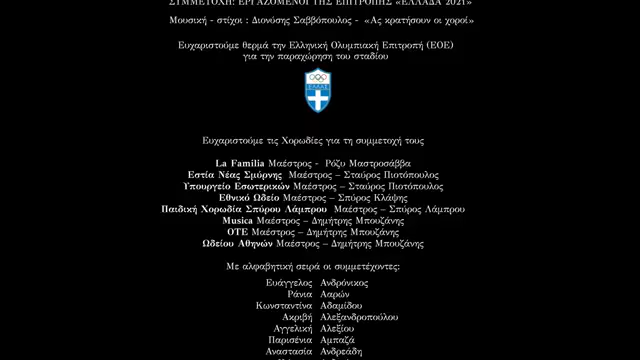 ΣΥΜΜΕΤΟΧΗ: ΕΡΓΑΖΟΜΕΝΟΙ ΤΗΣ ΕΠΙΤΡΟΠΗΣ «ΕΛΛΑΔΑ 2021»
Μουσική - στίχοι : Διονύσης Σαββόπουλος - «Ας κρατήσουν οι χοροί»
Ευχαριστούμε θερμά την Ελληνική Ολυμπιακή Επιτροπή (ΕΟΕ)
για την παραχώρηση του σταδίου
ΕΛΛΑΣ
Ευχαριστούμε τις Χορωδίες για τη συμμετοχή τους
La Familia Μαέστρος - Ρόζυ Μαστροσάββα
Εστία Νέας Σμύρνης Μαέστρος – Σταύρος Πιοτόπουλος
Υπουργείο Εσωτερικών Μαέστρος – Σταύρος Πιοτόπουλος
Εθνικό Ωδείο Μαέστρος – Σπύρος Κλάψης
Παιδική Χορωδία Σπύρου Λάμπρου Μαέστρος – Σπύρος Λάμπρου
Musica Μαέστρος – Δημήτρης Μπουζάνης
ΟΤΕ Μαέστρος – Δημήτρης Μπουζάνης
Ωδείου Αθηνών Μαέστρος – Δημήτρης Μπουζάνης
Με αλφαβητική σειρά οι συμμετέχοντες:
Ευάγγελος Ανδρόνικος
Ράνια Ααρών
Κωνσταντίνα Αδαμίδου
Ακριβή Αλεξανδροπούλου
Αγγελική Αλεξίου
Παρισένια Αμπαζά
Αναστασία Ανδρεάδη